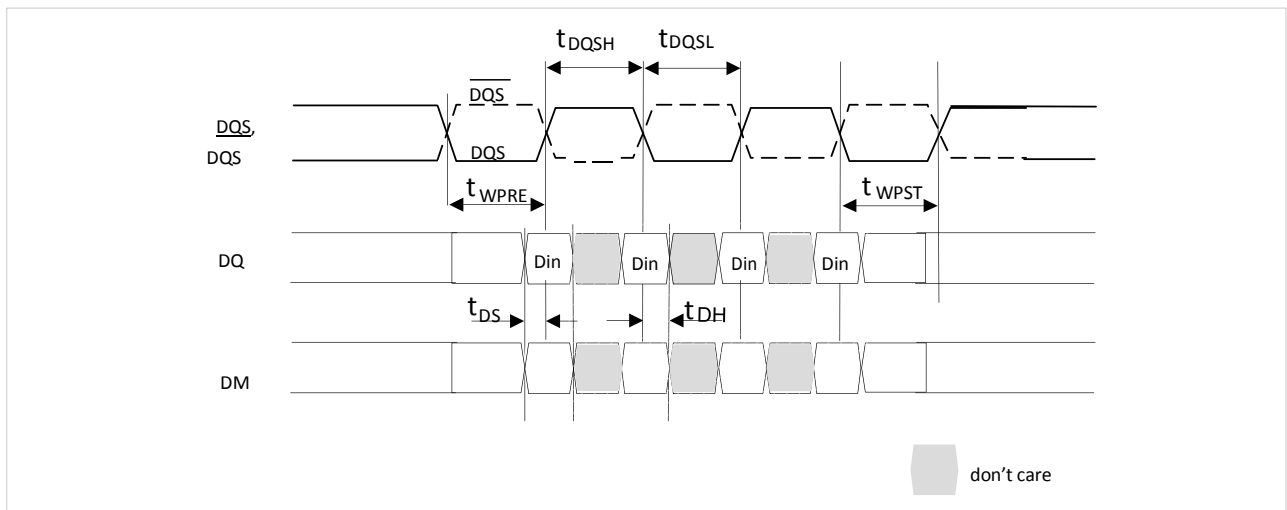 tDQSH
tDQSL
DQS
DQS,
DQS
DQS
tWPRE
tWPST
DQ
Din
Din
Din
Din
tDS
tDH
DM
don't care